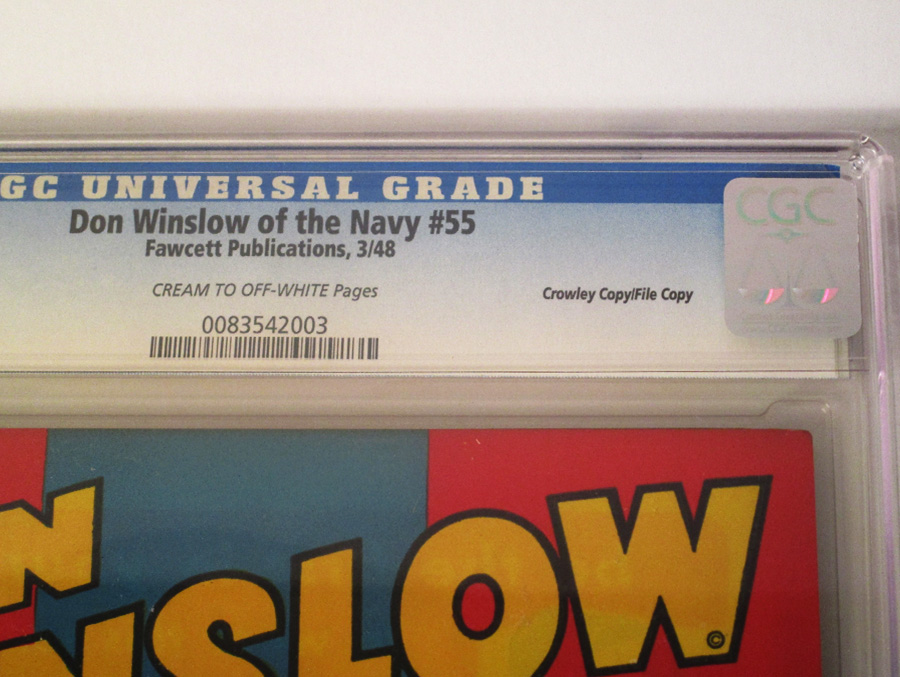 GC UNIVERSAL GRADE
Don Winslow of the Navy #55
Fawcett Publications, 3/48
CREAM TO OFF-WHITE Pages
Crowley Copy/File Copy
0083542003
CGC
N
NSLOW
©